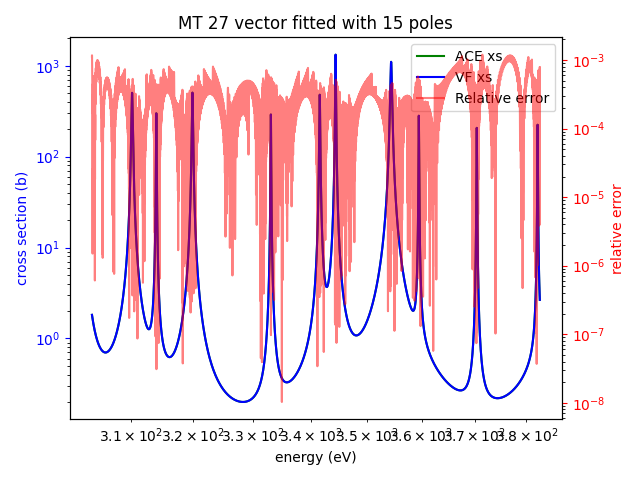 MT 27 vector fitted with 15 poles
ACE xs
VF xs
Relative error
10³
10²
10¹
10⁰
cross section (b)
10⁻³
10⁻⁴
10⁻⁵
10⁻⁶
10⁻⁷
10⁻⁸
relative error
3.1 × 10² 3.2 × 10² 3.3 × 10² 3.4 × 10² 3.5 × 10² 3.6 × 10² 3.7 × 10² 3.8 × 10²
energy (eV)